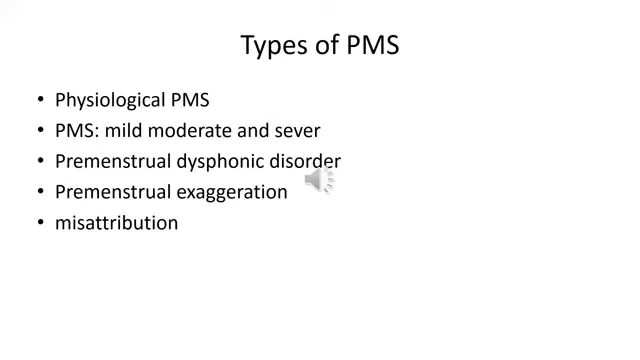 Types of PMS
• Physiological PMS
• PMS: mild moderate and sever
• Premenstrual dysphonic disorder
• Premenstrual exaggeration
• misattribution